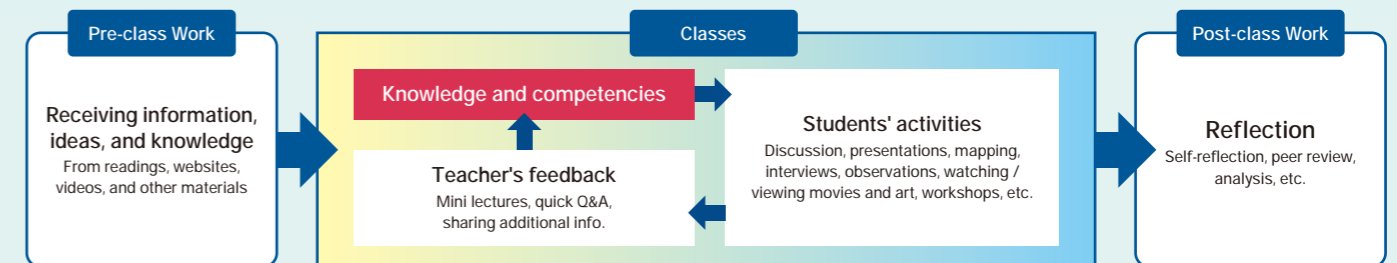 Pre-class Work
Receiving information,
ideas, and knowledge
From readings, websites,
videos, and other materials
Classes
Knowledge and competencies
Teacher's feedback
Mini lectures, quick Q&A,
sharing additional info.
Students' activities
Discussion, presentations, mapping,
interviews, observations, watching /
viewing movies and art, workshops, etc.
Post-class Work
Reflection
Self-reflection, peer review,
analysis, etc.